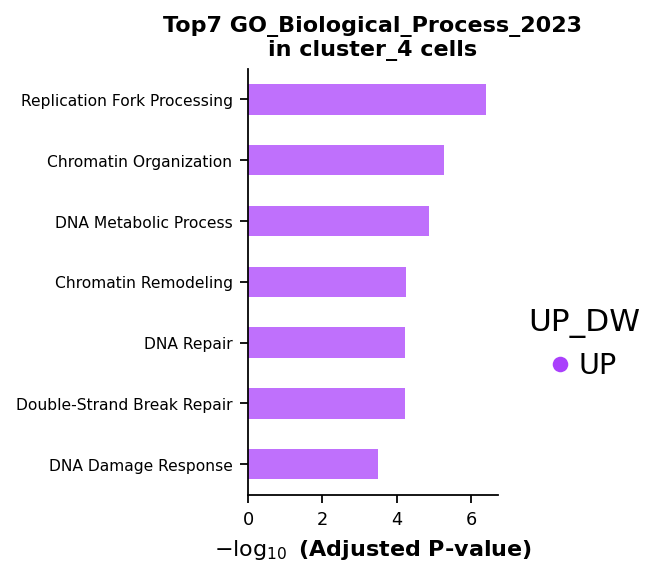 Top7 GO_Biological_Process_2023
in cluster_4 cells
Replication Fork Processing
Chromatin Organization
DNA Metabolic Process
Chromatin Remodeling
DNA Repair
Double-Strand Break Repair
DNA Damage Response
0 2 4 6
−log₁₀ (Adjusted P-value)
UP_DW
UP